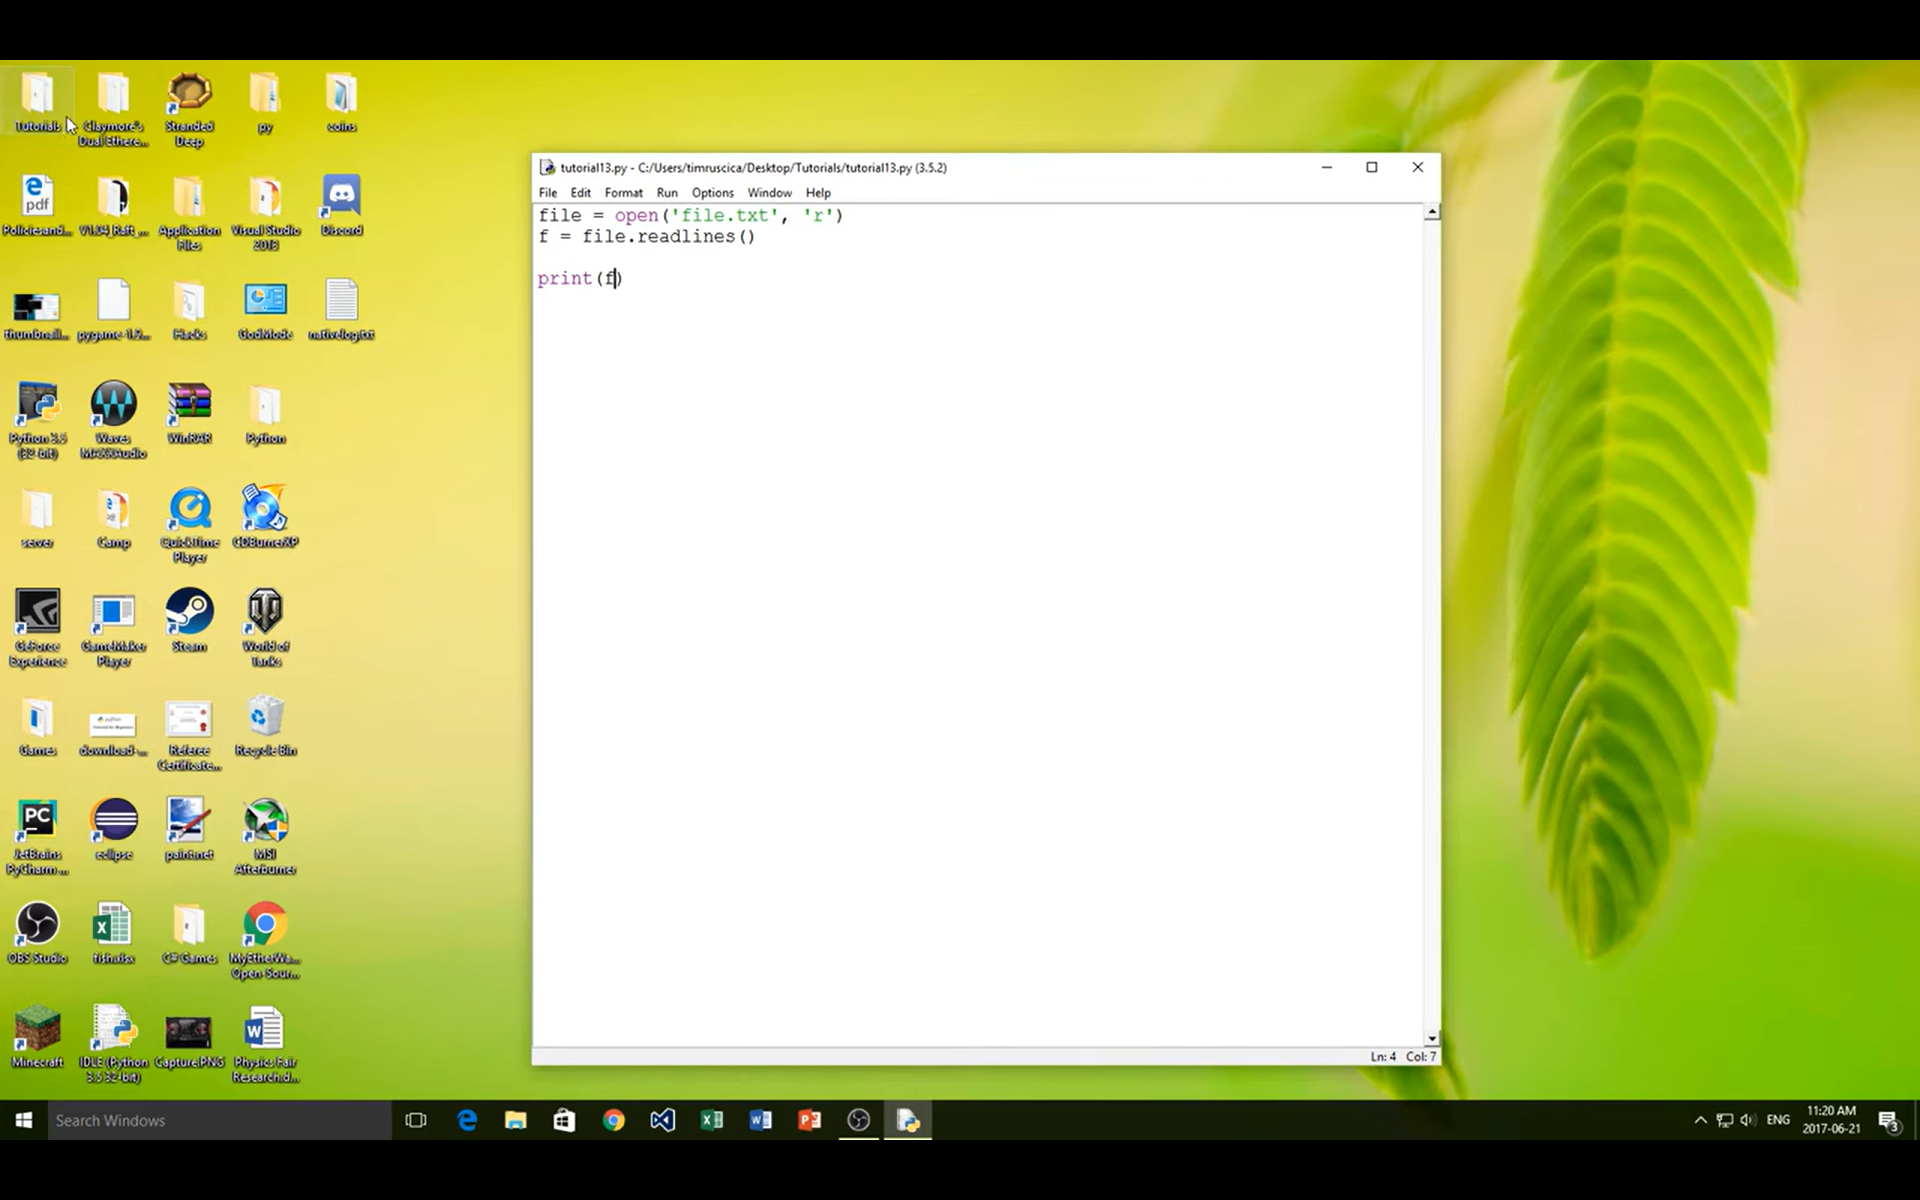 tutorial13.py - C:/Users/timruscica/Desktop/Tutorials/tutorial13.py (3.5.2)
File Edit Format Run Options Window Help
file = open('file.txt', 'r')
f = file.readlines()
print(f)
Ln: 4 Col: 7
Tutorials
Claymore's
Dual Ethere...
Stranded
Deep
py
coins
pdf
Policiesand...
V1.04_Raft_...
Application
Files
Visual Studio
2013
Discord
thumbnail...
pygame-1.9...
Hacks
GodMode
nativelog.txt
Python 3.5
(32-bit)
Waves
MAXXAudio
WinRAR
Python
server
Camp
QuickTime
Player
CDBurnerXP
GeForce
Experience
GameMaker
Player
Steam
World of
Tanks
Games
download-...
Referee
Certificate...
Recycle Bin
PC
JetBrains
PyCharm ...
eclipse
paint.net
MSI
Afterburner
OBS Studio
fish.xlsx
C# Games
MyEtherWa...
Open-Sour...
Minecraft
IDLE (Python
3.5 32-bit)
Capture.PNG
Physics Fair
Research.d...
Search Windows
ENG
11:20 AM
2017-06-21
3